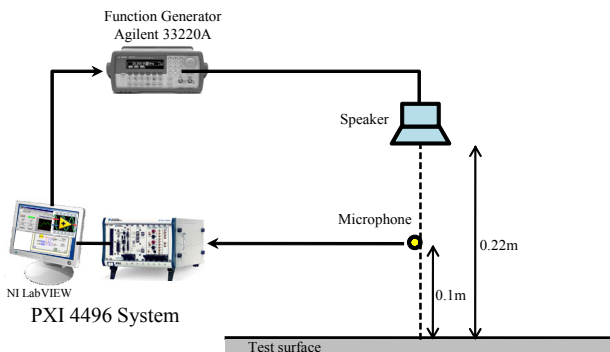 Function Generator
Agilent 33220A
Speaker
Microphone
0.22m
0.1m
NI LabVIEW
PXI 4496 System
Test surface